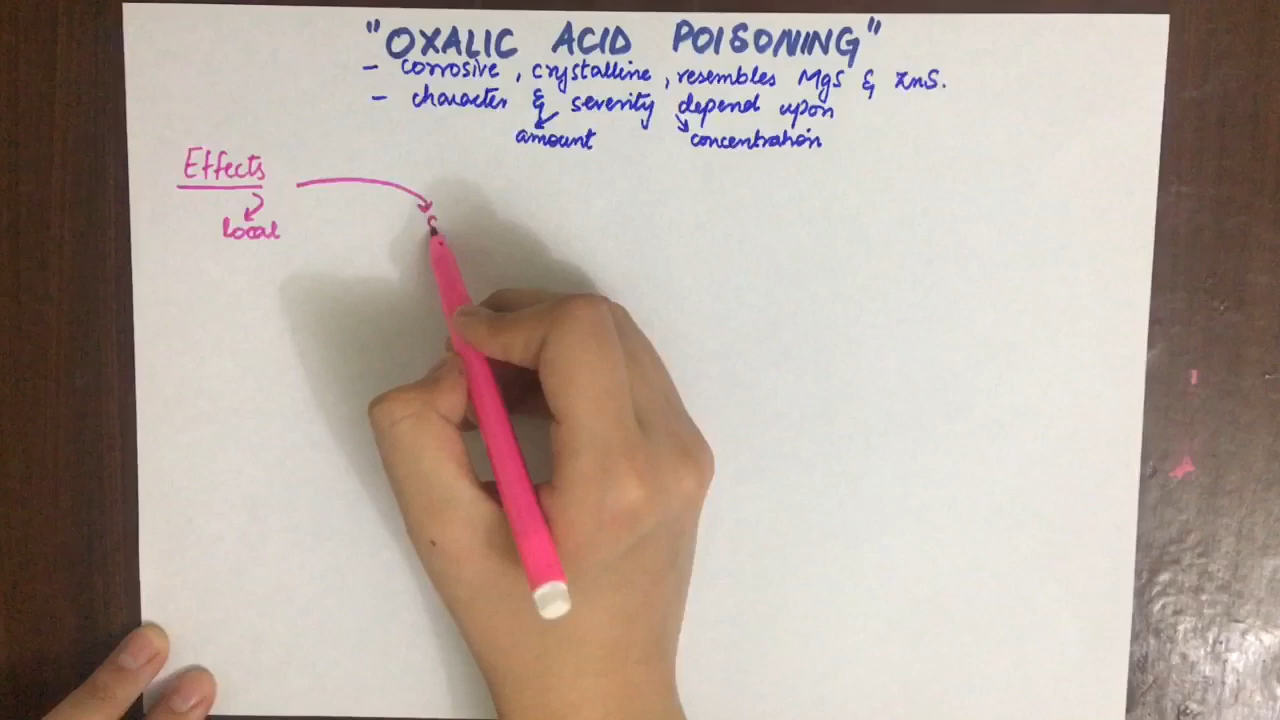 "OXALIC ACID POISONING"
- corrosive, crystalline, resembles MgS & ZnS.
- character & severity depend upon
amount concentration
Effects
local